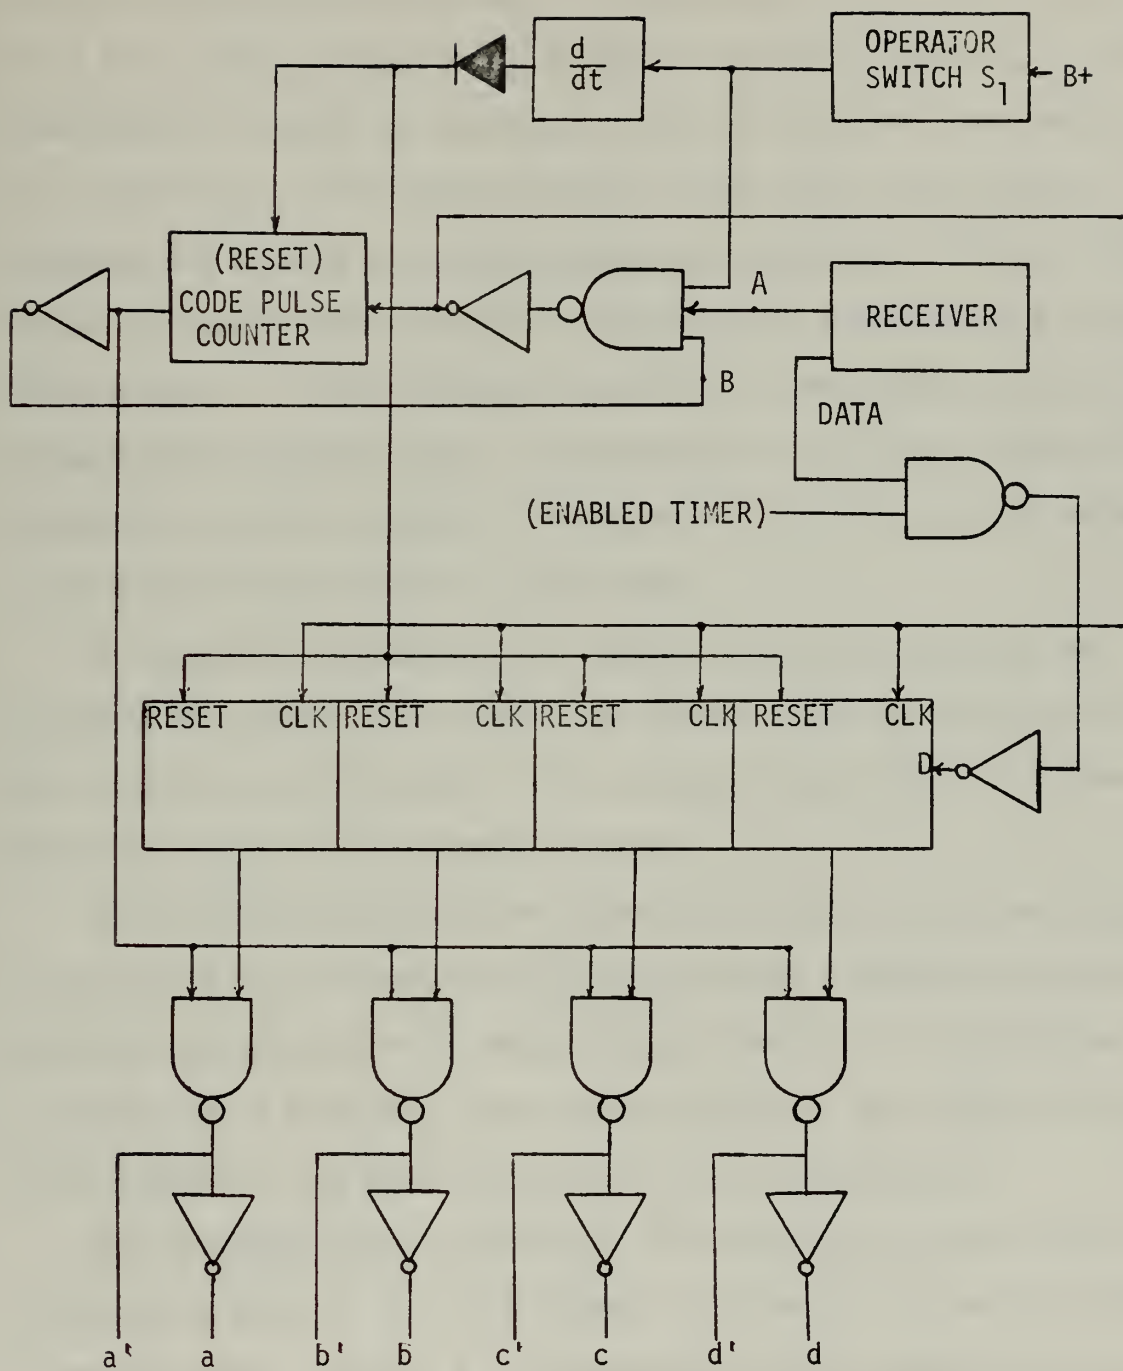 d
dt
OPERATOR
SWITCH S1
B+
(RESET)
CODE PULSE
COUNTER
A
RECEIVER
B
DATA
(ENABLED TIMER)
RESET CLK RESET CLK RESET CLK RESET CLK
D
a' a b' b c' c d' d